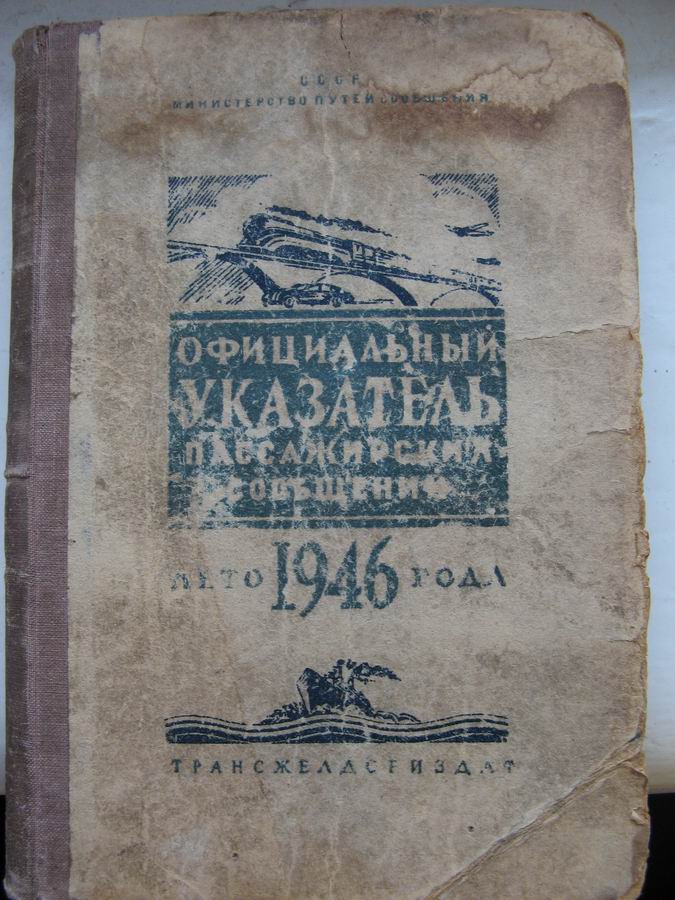 СССР
МИНИСТЕРСТВО ПУТЕЙ СООБЩЕНИЯ
ОФИЦИАЛЬНЫЙ
УКАЗАТЕЛЬ
ПАССАЖИРСКИХ
СООБЩЕНИЙ
ЛЕТО 1946 ГОДА
ТРАНСЖЕЛДОРИЗДАТ